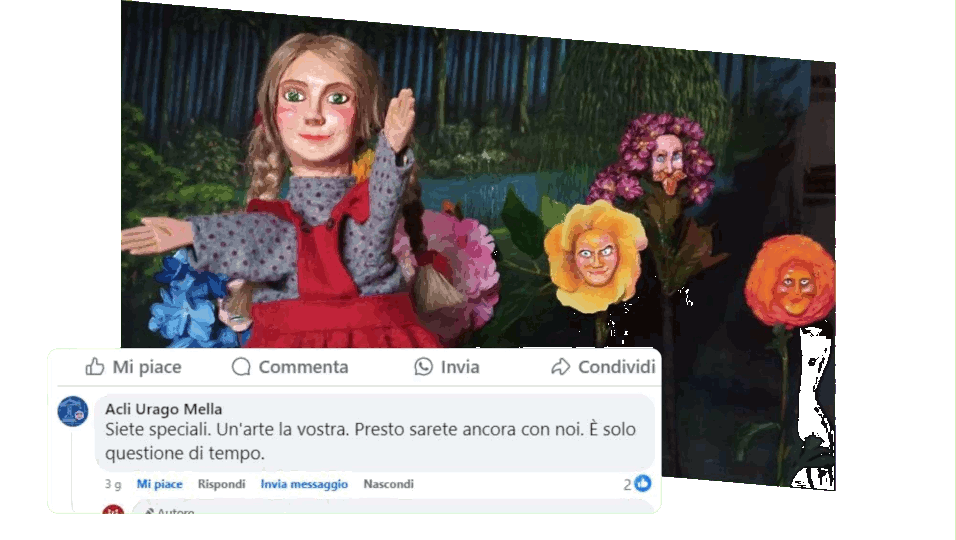 Mi piace Commenta Invia Condividi
Acli Urago Mella
Siete speciali. Un'arte la vostra. Presto sarete ancora con noi. È solo
questione di tempo.
3 g Mi piace Rispondi Invia messaggio Nascondi 2
Autore